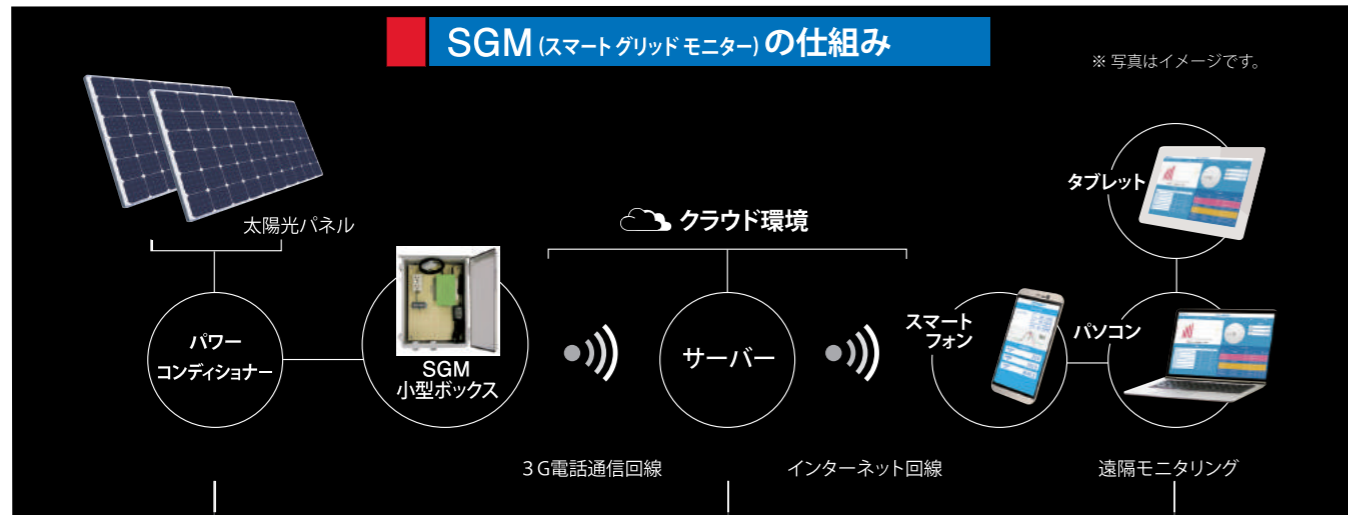 SGM (スマート グリッド モニター) の仕組み
※ 写真はイメージです。
太陽光パネル
パワー
コンディショナー
SGM
小型ボックス
クラウド環境
サーバー
3G電話通信回線
インターネット回線
タブレット
スマート
フォン
パソコン
遠隔モニタリング